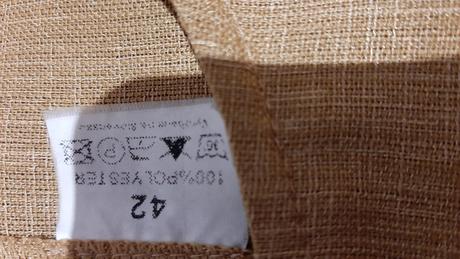 42
100%POLYESTER
P
na Slovensku